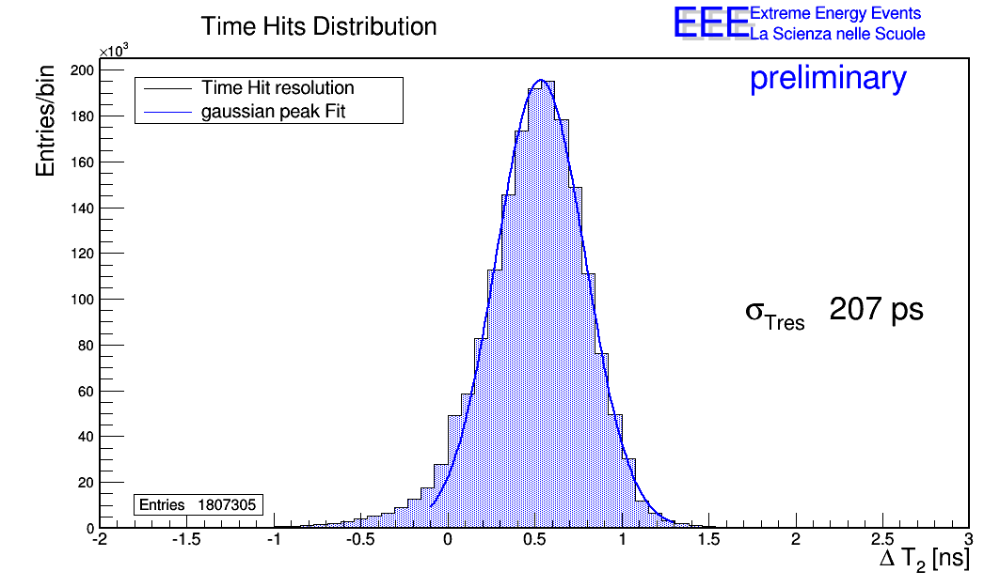 Time Hits Distribution
EEE
Extreme Energy Events
La Scienza nelle Scuole
preliminary
×10³
Entries/bin
200
180
160
140
120
100
80
60
40
20
0
Time Hit resolution
gaussian peak Fit
σTres 207 ps
Entries 1807305
-2 -1.5 -1 -0.5 0 0.5 1 1.5 2 2.5 3
Δ T2 [ns]